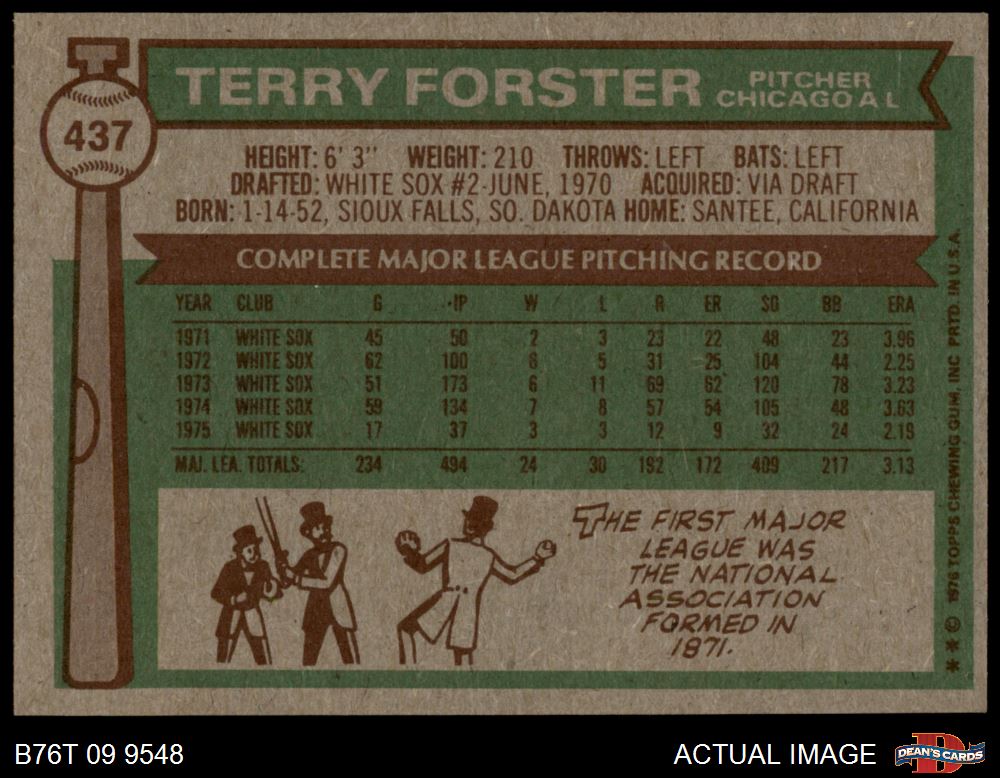 TERRY FORSTER
PITCHER
CHICAGO A L
437
HEIGHT: 6' 3" WEIGHT: 210 THROWS: LEFT BATS: LEFT
DRAFTED: WHITE SOX #2-JUNE, 1970 ACQUIRED: VIA DRAFT
BORN: 1-14-52, SIOUX FALLS, SO. DAKOTA HOME: SANTEE, CALIFORNIA
COMPLETE MAJOR LEAGUE PITCHING RECORD
YEAR CLUB G IP W L R ER SO BB ERA
1971 WHITE SOX 45 50 2 3 23 22 48 23 3.96
1972 WHITE SOX 62 100 6 5 31 25 104 44 2.25
1973 WHITE SOX 51 173 6 11 69 62 120 78 3.23
1974 WHITE SOX 59 134 7 8 57 54 105 48 3.63
1975 WHITE SOX 17 37 3 3 12 9 32 24 2.19
MAJ. LEA. TOTALS: 234 494 24 30 192 172 409 217 3.13
THE FIRST MAJOR
LEAGUE WAS
THE NATIONAL
ASSOCIATION
FORMED IN
1871.
** © 1976 TOPPS CHEWING GUM, INC PRTD. IN U.S.A.
B76T 09 9548
ACTUAL IMAGE
DEAN'S CARDS